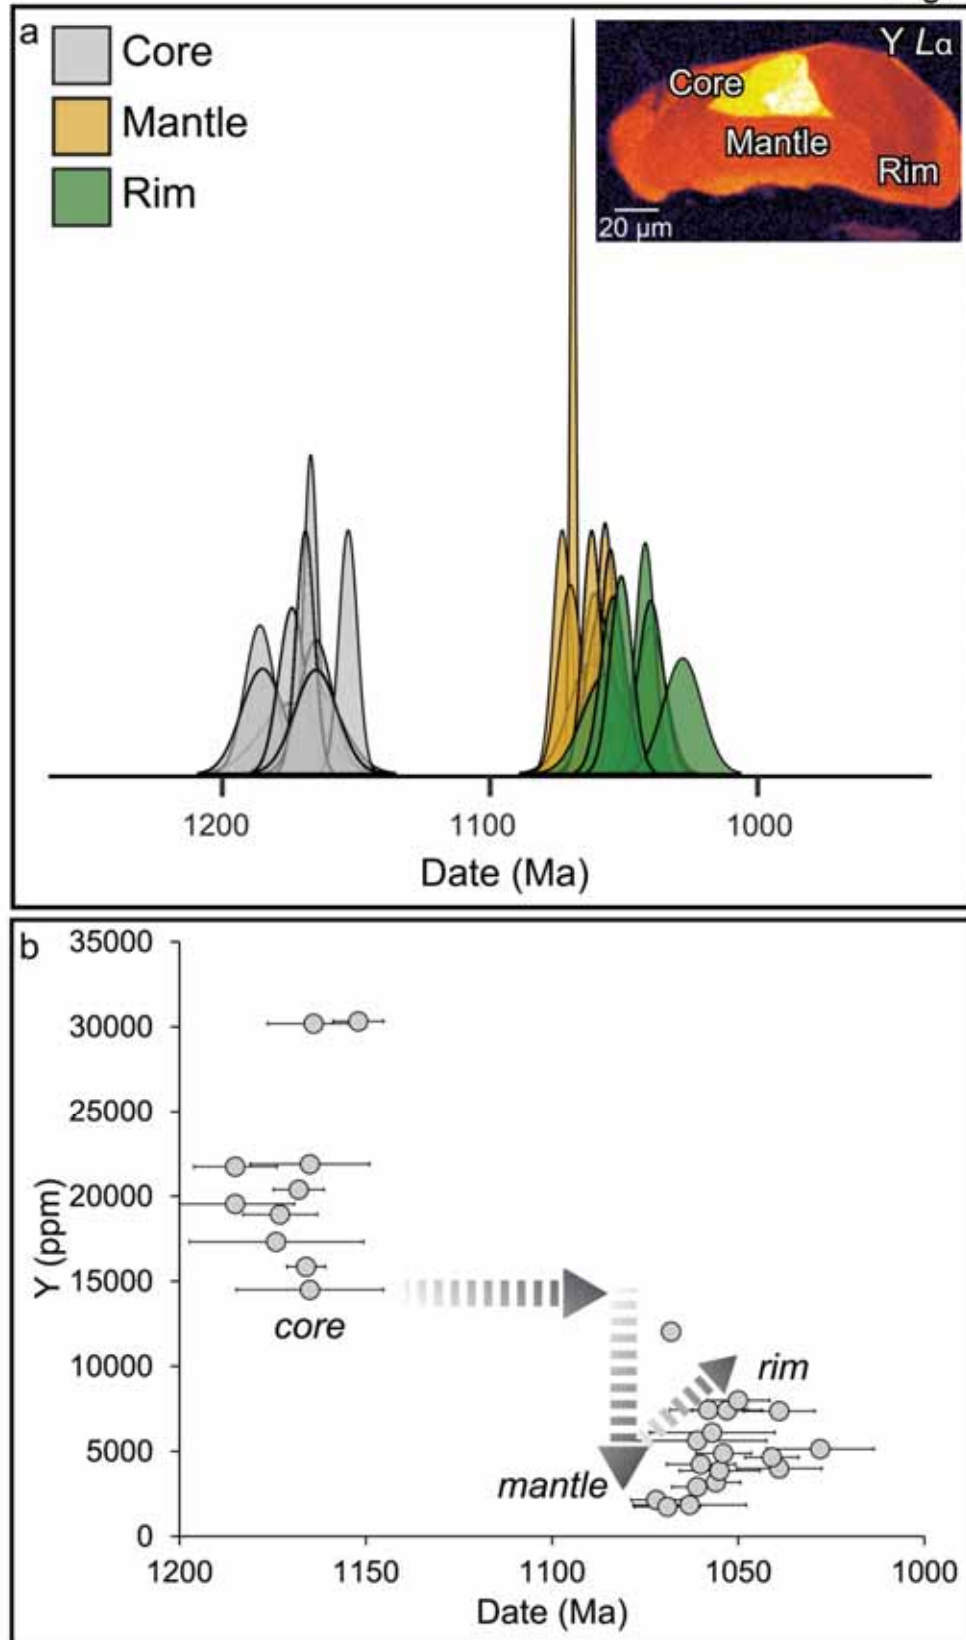 a
Core
Mantle
Rim
Y Lα
Core
Mantle
Rim
20 µm
1200 1100 1000
Date (Ma)
b
35000
30000
25000
20000
15000
10000
5000
0
Y (ppm)
core
rim
mantle
1200 1150 1100 1050 1000
Date (Ma)